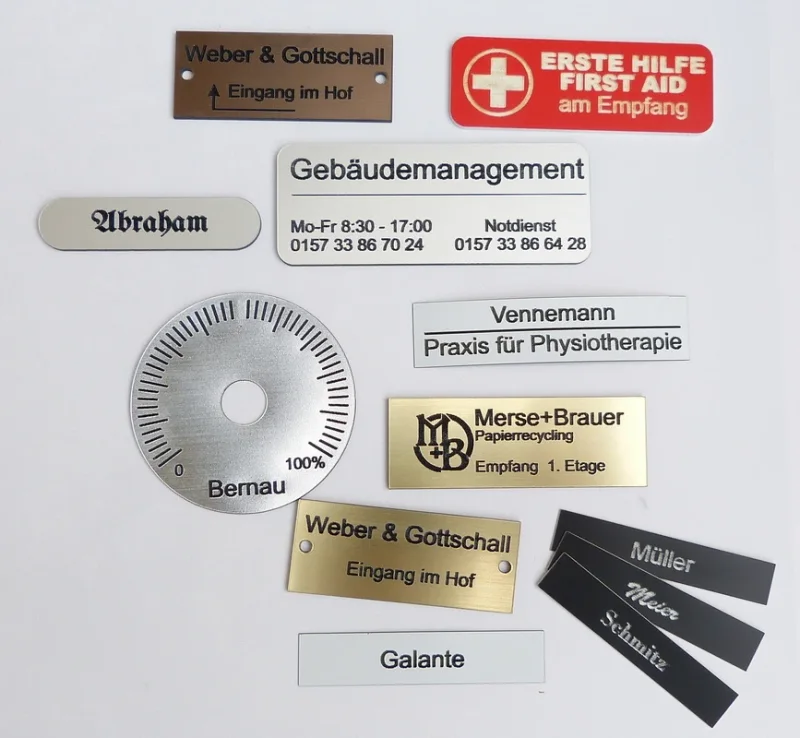 Weber & Gottschall
Eingang im Hof
ERSTE HILFE
FIRST AID
am Empfang
Gebäudemanagement
Mo-Fr 8:30 - 17:00
0157 33 86 70 24
Notdienst
0157 33 86 64 28
Abraham
Vennemann
Praxis für Physiotherapie
0
100%
Bernau
M+B
Merse+Brauer
Papierrecycling
Empfang 1. Etage
Weber & Gottschall
Eingang im Hof
Müller
Meier
Schmitz
Galante